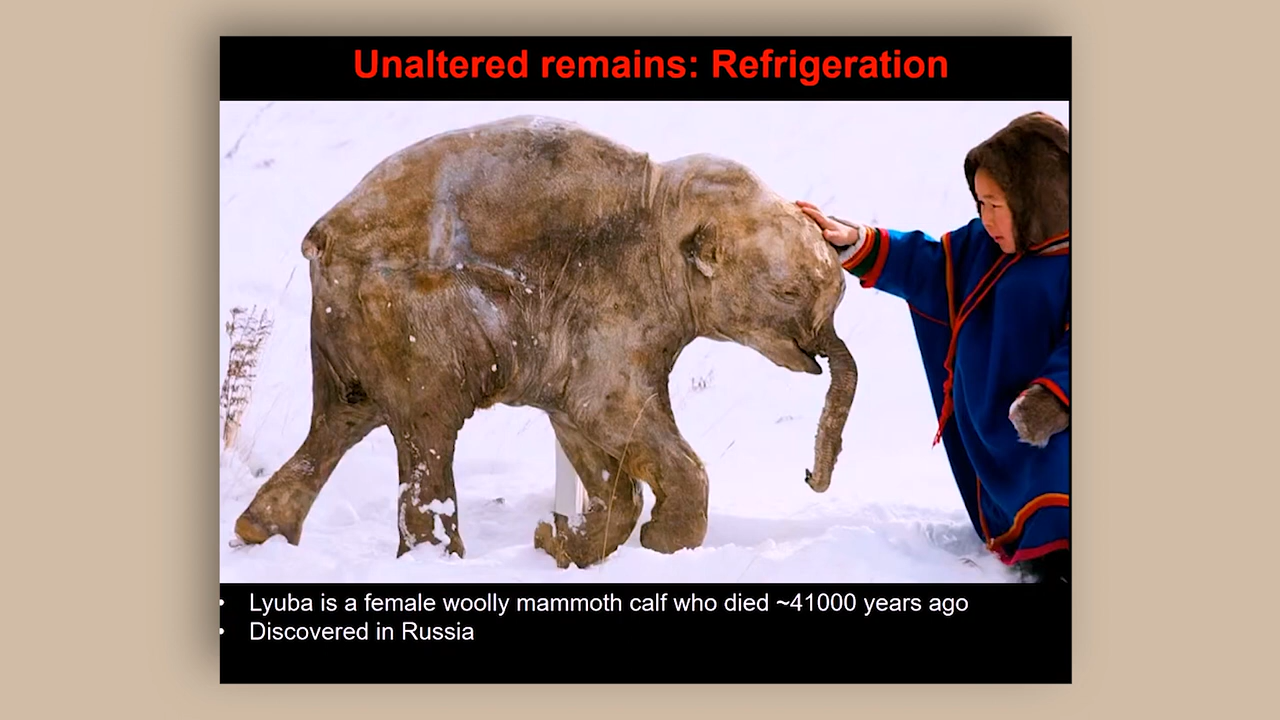 Unaltered remains: Refrigeration
• Lyuba is a female woolly mammoth calf who died ~41000 years ago
• Discovered in Russia